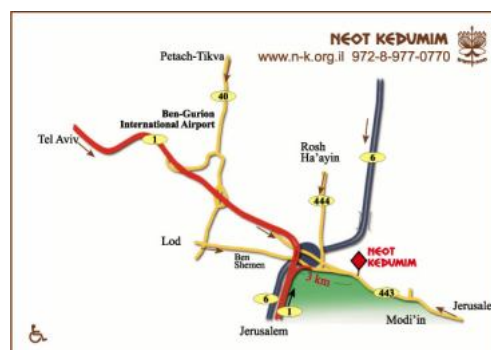 NEOT KEDUMIM
www.n-k.org.il 972-8-977-0770
Petach-Tikva
40
Ben-Gurion
International Airport
Tel Aviv
1
6
Rosh
Ha'ayin
444
Lod
Ben
Shemen
NEOT
KEDUMIM
3 km
443
6
1
Jerusalem
Modi'in
Jerusale